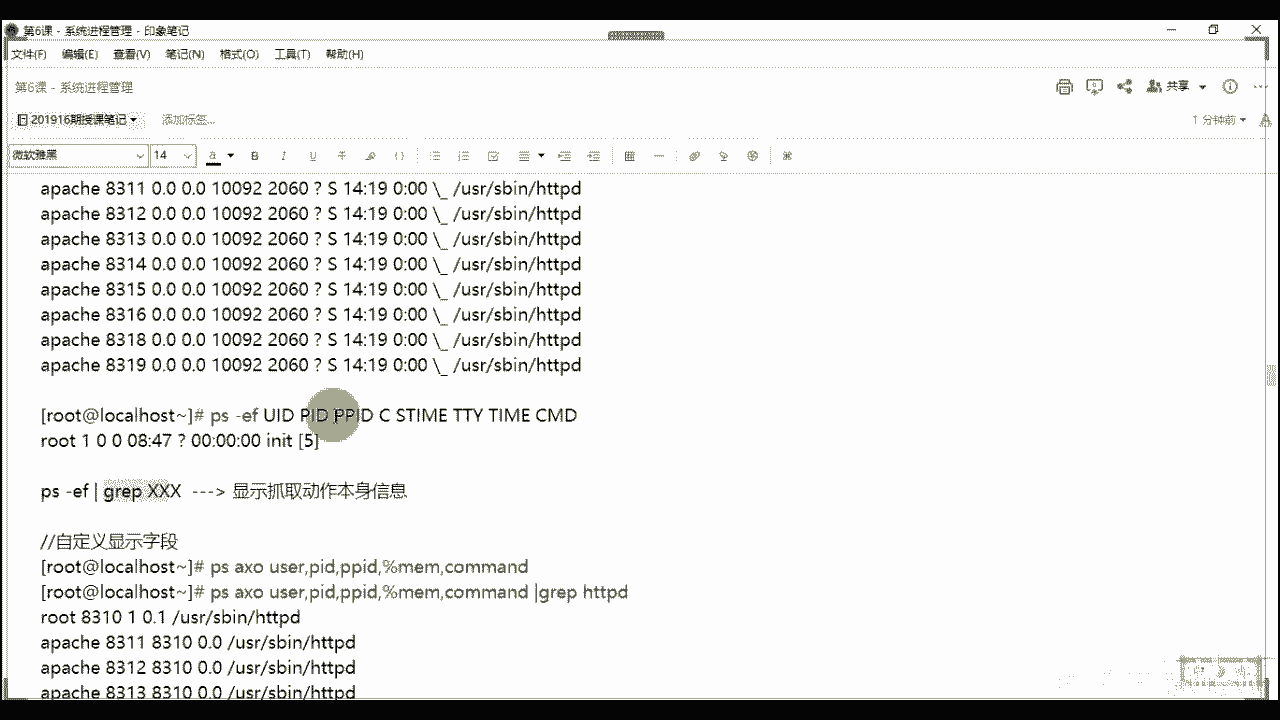 第6课 - 系统进程管理 - 印象笔记
文件(F) 编辑(E) 查看(V) 笔记(N) 格式(O) 工具(T) 帮助(H)
第6课 - 系统进程管理
共享
201916期授课笔记 添加标签...
1 分钟前
微软雅黑 14
apache 8311 0.0 0.0 10092 2060 ? S 14:19 0:00 \_ /usr/sbin/httpd
apache 8312 0.0 0.0 10092 2060 ? S 14:19 0:00 \_ /usr/sbin/httpd
apache 8313 0.0 0.0 10092 2060 ? S 14:19 0:00 \_ /usr/sbin/httpd
apache 8314 0.0 0.0 10092 2060 ? S 14:19 0:00 \_ /usr/sbin/httpd
apache 8315 0.0 0.0 10092 2060 ? S 14:19 0:00 \_ /usr/sbin/httpd
apache 8316 0.0 0.0 10092 2060 ? S 14:19 0:00 \_ /usr/sbin/httpd
apache 8318 0.0 0.0 10092 2060 ? S 14:19 0:00 \_ /usr/sbin/httpd
apache 8319 0.0 0.0 10092 2060 ? S 14:19 0:00 \_ /usr/sbin/httpd
[root@localhost~]# ps -ef UID PID PPID C STIME TTY TIME CMD
root 1 0 0 08:47 ? 00:00:00 init [5]
ps -ef | grep XXX ---> 显示抓取动作本身信息
//自定义显示字段
[root@localhost~]# ps axo user,pid,ppid,%mem,command
[root@localhost~]# ps axo user,pid,ppid,%mem,command |grep httpd
root 8310 1 0.1 /usr/sbin/httpd
apache 8311 8310 0.0 /usr/sbin/httpd
apache 8312 8310 0.0 /usr/sbin/httpd
apache 8313 8310 0.0 /usr/sbin/httpd